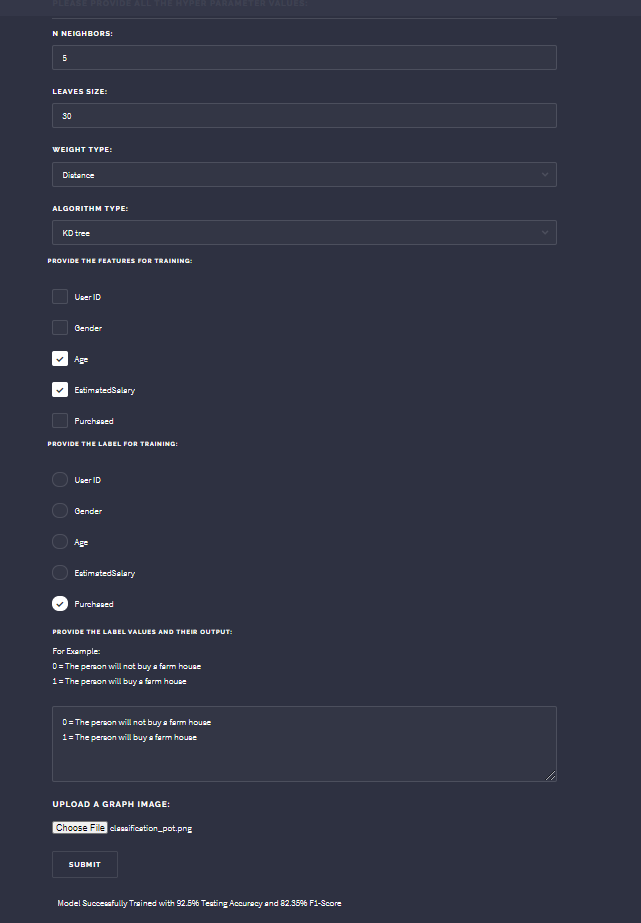 PLEASE PROVIDE ALL THE HYPER PARAMETER VALUES:
N NEIGHBORS:
5
LEAVES SIZE:
30
WEIGHT TYPE:
Distance
ALGORITHM TYPE:
KD tree
PROVIDE THE FEATURES FOR TRAINING:
User ID
Gender
Age
EstimatedSalary
Purchased
PROVIDE THE LABEL FOR TRAINING:
User ID
Gender
Age
EstimatedSalary
Purchased
PROVIDE THE LABEL VALUES AND THEIR OUTPUT:
For Example:
0 = The person will not buy a farm house
1 = The person will buy a farm house
0 = The person will not buy a farm house
1 = The person will buy a farm house
UPLOAD A GRAPH IMAGE:
Choose File classification_pot.png
SUBMIT
Model Successfully Trained with 92.5% Testing Accuracy and 82.35% F1-Score